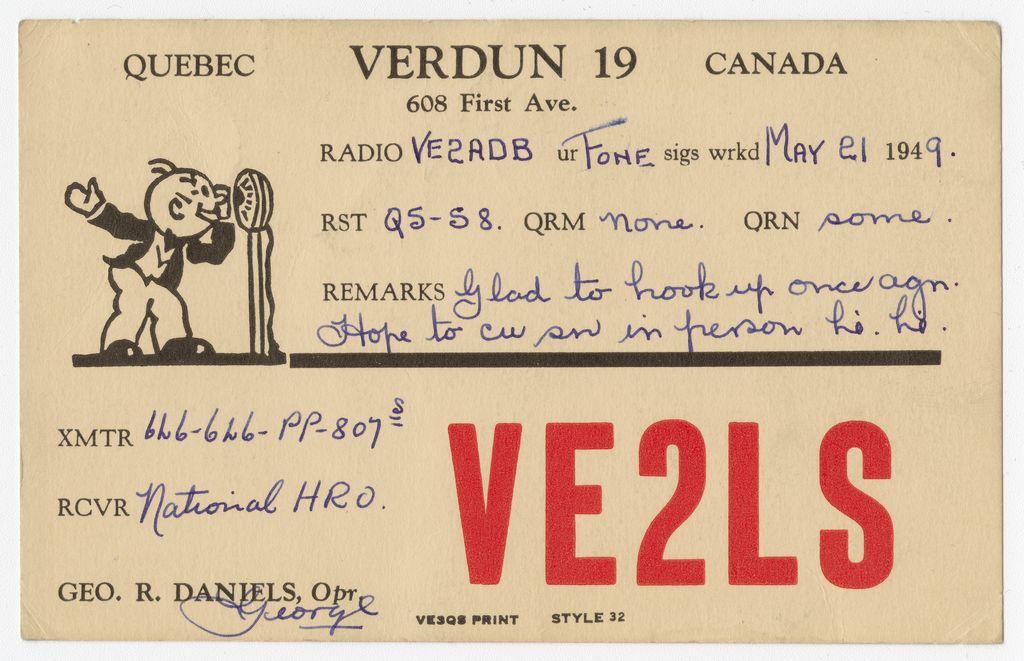 QUEBEC VERDUN 19 CANADA
608 First Ave.
RADIO VE2ADB ur FONE sigs wrkd MAY 21 1949.
RST Q5-S8. QRM none. QRN some.
REMARKS Glad to hook up once agn.
Hope to cu sn in person hi. hi.
XMTR 6L6-6L6-PP-807s
RCVR National HRO.
VE2LS
GEO. R. DANIELS, Opr.
George
VE3QS PRINT STYLE 32